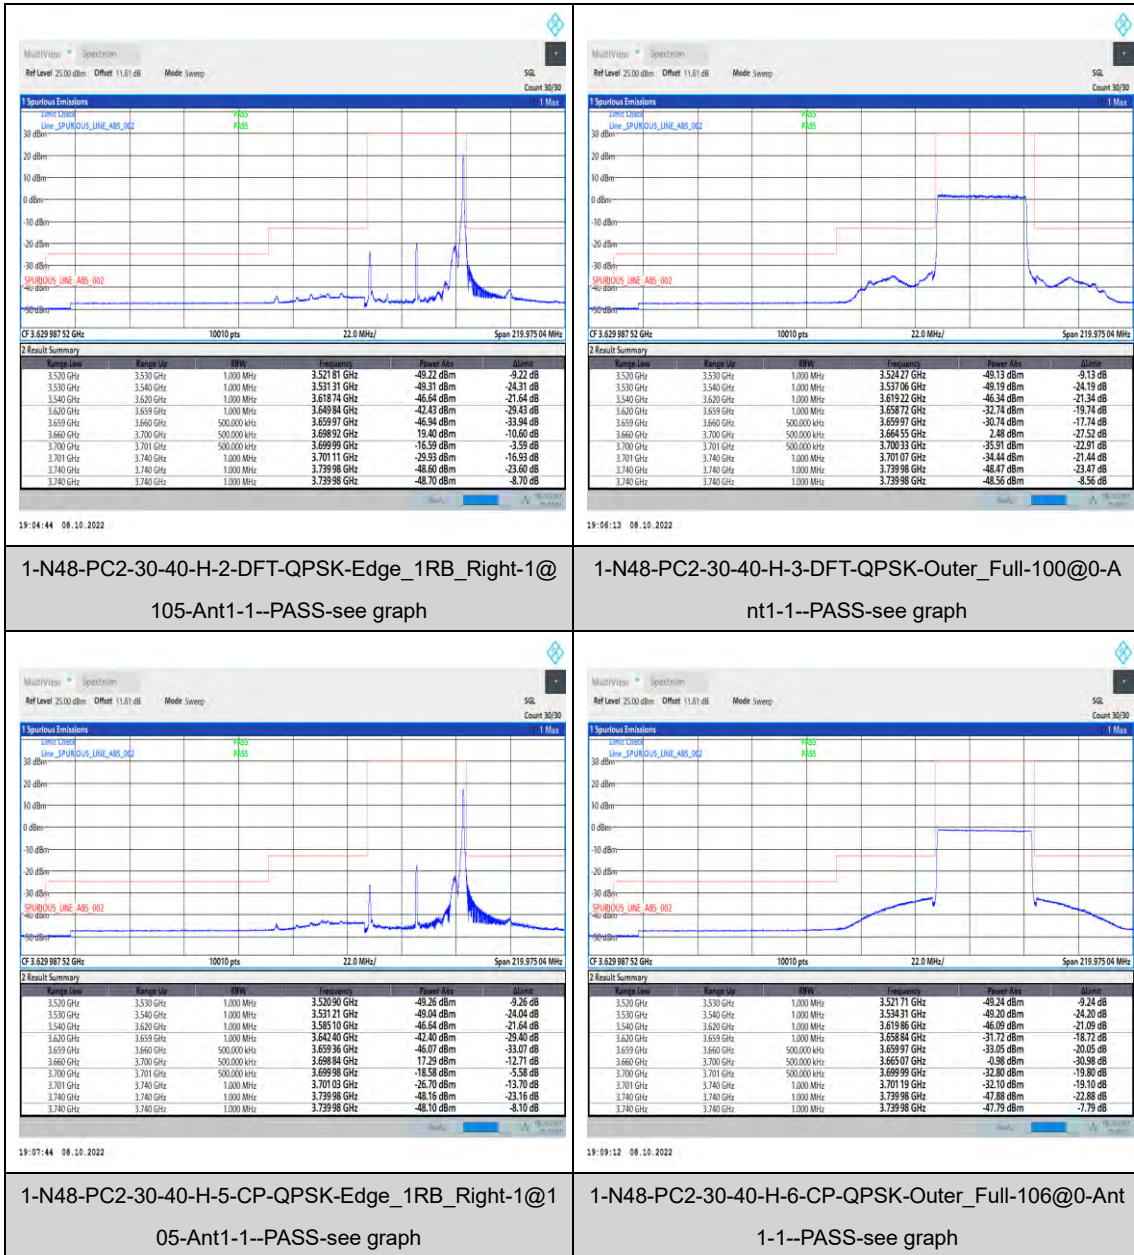 MultiView Spectrum
Ref Level 25.00 dBm Offset 11.61 dB Mode Sweep SGL
Count 30/30
1 Spurious Emissions 1 Max
Limit Check PASS
Line _SPURIOUS_LINE_ABS_002 PASS
30 dBm
20 dBm
10 dBm
0 dBm
-10 dBm
-20 dBm
-30 dBm
SPURIOUS_LINE_ABS_002
-40 dBm
-50 dBm
CF 3.629 987 52 GHz 10010 pts 22.0 MHz/ Span 219.975 04 MHz
2 Result Summary
Range Low Range Up RBW Frequency Power Abs ΔLimit
3.520 GHz 3.530 GHz 1.000 MHz 3.521 81 GHz -49.22 dBm -9.22 dB
3.530 GHz 3.540 GHz 1.000 MHz 3.531 31 GHz -49.31 dBm -24.31 dB
3.540 GHz 3.620 GHz 1.000 MHz 3.618 74 GHz -46.64 dBm -21.64 dB
3.620 GHz 3.659 GHz 1.000 MHz 3.649 84 GHz -42.43 dBm -29.43 dB
3.659 GHz 3.660 GHz 500.000 kHz 3.659 97 GHz -46.94 dBm -33.94 dB
3.660 GHz 3.700 GHz 500.000 kHz 3.698 92 GHz 19.40 dBm -10.60 dB
3.700 GHz 3.701 GHz 500.000 kHz 3.699 99 GHz -16.59 dBm -3.59 dB
3.701 GHz 3.740 GHz 1.000 MHz 3.701 11 GHz -29.93 dBm -16.93 dB
3.740 GHz 3.740 GHz 1.000 MHz 3.739 98 GHz -48.60 dBm -23.60 dB
3.740 GHz 3.740 GHz 1.000 MHz 3.739 98 GHz -48.70 dBm -8.70 dB
19:04:44 08.10.2022
1-N48-PC2-30-40-H-2-DFT-QPSK-Edge_1RB_Right-1@
105-Ant1-1--PASS-see graph
MultiView Spectrum
Ref Level 25.00 dBm Offset 11.61 dB Mode Sweep SGL
Count 30/30
1 Spurious Emissions 1 Max
Limit Check PASS
Line _SPURIOUS_LINE_ABS_002 PASS
30 dBm
20 dBm
10 dBm
0 dBm
-10 dBm
-20 dBm
-30 dBm
SPURIOUS_LINE_ABS_002
-40 dBm
-50 dBm
CF 3.629 987 52 GHz 10010 pts 22.0 MHz/ Span 219.975 04 MHz
2 Result Summary
Range Low Range Up RBW Frequency Power Abs ΔLimit
3.520 GHz 3.530 GHz 1.000 MHz 3.524 27 GHz -49.13 dBm -9.13 dB
3.530 GHz 3.540 GHz 1.000 MHz 3.537 06 GHz -49.19 dBm -24.19 dB
3.540 GHz 3.620 GHz 1.000 MHz 3.619 22 GHz -46.34 dBm -21.34 dB
3.620 GHz 3.659 GHz 1.000 MHz 3.658 72 GHz -32.74 dBm -19.74 dB
3.659 GHz 3.660 GHz 500.000 kHz 3.659 97 GHz -30.74 dBm -17.74 dB
3.660 GHz 3.700 GHz 500.000 kHz 3.664 55 GHz 2.48 dBm -27.52 dB
3.700 GHz 3.701 GHz 500.000 kHz 3.700 33 GHz -35.91 dBm -22.91 dB
3.701 GHz 3.740 GHz 1.000 MHz 3.701 07 GHz -34.44 dBm -21.44 dB
3.740 GHz 3.740 GHz 1.000 MHz 3.739 98 GHz -48.47 dBm -23.47 dB
3.740 GHz 3.740 GHz 1.000 MHz 3.739 98 GHz -48.56 dBm -8.56 dB
19:06:13 08.10.2022
1-N48-PC2-30-40-H-3-DFT-QPSK-Outer_Full-100@0-A
nt1-1--PASS-see graph
MultiView Spectrum
Ref Level 25.00 dBm Offset 11.61 dB Mode Sweep SGL
Count 30/30
1 Spurious Emissions 1 Max
Limit Check PASS
Line _SPURIOUS_LINE_ABS_002 PASS
30 dBm
20 dBm
10 dBm
0 dBm
-10 dBm
-20 dBm
-30 dBm
SPURIOUS_LINE_ABS_002
-40 dBm
-50 dBm
CF 3.629 987 52 GHz 10010 pts 22.0 MHz/ Span 219.975 04 MHz
2 Result Summary
Range Low Range Up RBW Frequency Power Abs ΔLimit
3.520 GHz 3.530 GHz 1.000 MHz 3.520 90 GHz -49.26 dBm -9.26 dB
3.530 GHz 3.540 GHz 1.000 MHz 3.531 21 GHz -49.04 dBm -24.04 dB
3.540 GHz 3.620 GHz 1.000 MHz 3.585 10 GHz -46.64 dBm -21.64 dB
3.620 GHz 3.659 GHz 1.000 MHz 3.642 40 GHz -42.40 dBm -29.40 dB
3.659 GHz 3.660 GHz 500.000 kHz 3.659 36 GHz -46.07 dBm -33.07 dB
3.660 GHz 3.700 GHz 500.000 kHz 3.698 84 GHz 17.29 dBm -12.71 dB
3.700 GHz 3.701 GHz 500.000 kHz 3.699 98 GHz -18.58 dBm -5.58 dB
3.701 GHz 3.740 GHz 1.000 MHz 3.701 03 GHz -26.70 dBm -13.70 dB
3.740 GHz 3.740 GHz 1.000 MHz 3.739 98 GHz -48.16 dBm -23.16 dB
3.740 GHz 3.740 GHz 1.000 MHz 3.739 98 GHz -48.10 dBm -8.10 dB
19:07:44 08.10.2022
1-N48-PC2-30-40-H-5-CP-QPSK-Edge_1RB_Right-1@1
05-Ant1-1--PASS-see graph
MultiView Spectrum
Ref Level 25.00 dBm Offset 11.61 dB Mode Sweep SGL
Count 30/30
1 Spurious Emissions 1 Max
Limit Check PASS
Line _SPURIOUS_LINE_ABS_002 PASS
30 dBm
20 dBm
10 dBm
0 dBm
-10 dBm
-20 dBm
-30 dBm
SPURIOUS_LINE_ABS_002
-40 dBm
-50 dBm
CF 3.629 987 52 GHz 10010 pts 22.0 MHz/ Span 219.975 04 MHz
2 Result Summary
Range Low Range Up RBW Frequency Power Abs ΔLimit
3.520 GHz 3.530 GHz 1.000 MHz 3.521 71 GHz -49.24 dBm -9.24 dB
3.530 GHz 3.540 GHz 1.000 MHz 3.534 31 GHz -49.20 dBm -24.20 dB
3.540 GHz 3.620 GHz 1.000 MHz 3.619 86 GHz -46.09 dBm -21.09 dB
3.620 GHz 3.659 GHz 1.000 MHz 3.658 84 GHz -31.72 dBm -18.72 dB
3.659 GHz 3.660 GHz 500.000 kHz 3.659 97 GHz -33.05 dBm -20.05 dB
3.660 GHz 3.700 GHz 500.000 kHz 3.665 07 GHz -0.98 dBm -30.98 dB
3.700 GHz 3.701 GHz 500.000 kHz 3.699 99 GHz -32.80 dBm -19.80 dB
3.701 GHz 3.740 GHz 1.000 MHz 3.701 19 GHz -32.10 dBm -19.10 dB
3.740 GHz 3.740 GHz 1.000 MHz 3.739 98 GHz -47.88 dBm -22.88 dB
3.740 GHz 3.740 GHz 1.000 MHz 3.739 98 GHz -47.79 dBm -7.79 dB
19:09:12 08.10.2022
1-N48-PC2-30-40-H-6-CP-QPSK-Outer_Full-106@0-Ant
1-1--PASS-see graph